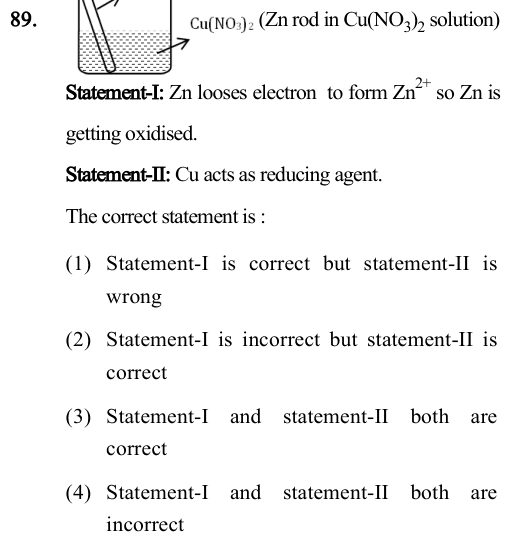 89.
Cu(NO₃)₂ (Zn rod in Cu(NO₃)₂ solution)
Statement-I: Zn looses electron to form Zn²⁺ so Zn is
getting oxidised.
Statement-II: Cu acts as reducing agent.
The correct statement is :
(1) Statement-I is correct but statement-II is
wrong
(2) Statement-I is incorrect but statement-II is
correct
(3) Statement-I and statement-II both are
correct
(4) Statement-I and statement-II both are
incorrect